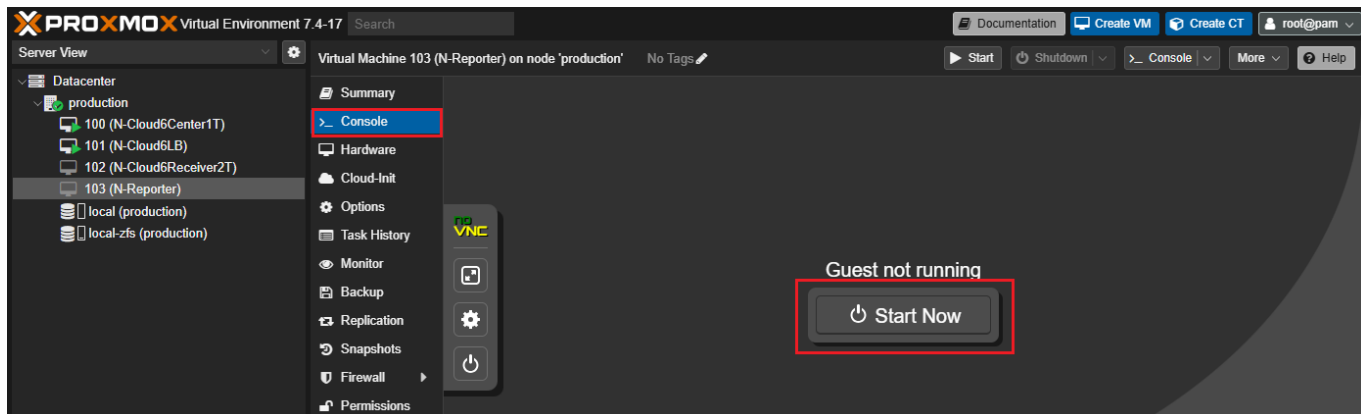 PROXMOX Virtual Environment 7.4-17 Search Documentation Create VM Create CT root@pam
Server View
Virtual Machine 103 (N-Reporter) on node 'production' No Tags Start Shutdown Console More Help
Datacenter
production
100 (N-Cloud6Center1T)
101 (N-Cloud6LB)
102 (N-Cloud6Receiver2T)
103 (N-Reporter)
local (production)
local-zfs (production)
Summary
>_ Console
Hardware
Cloud-Init
Options
Task History
Monitor
Backup
Replication
Snapshots
Firewall
Permissions
no
VNC
Guest not running
Start Now